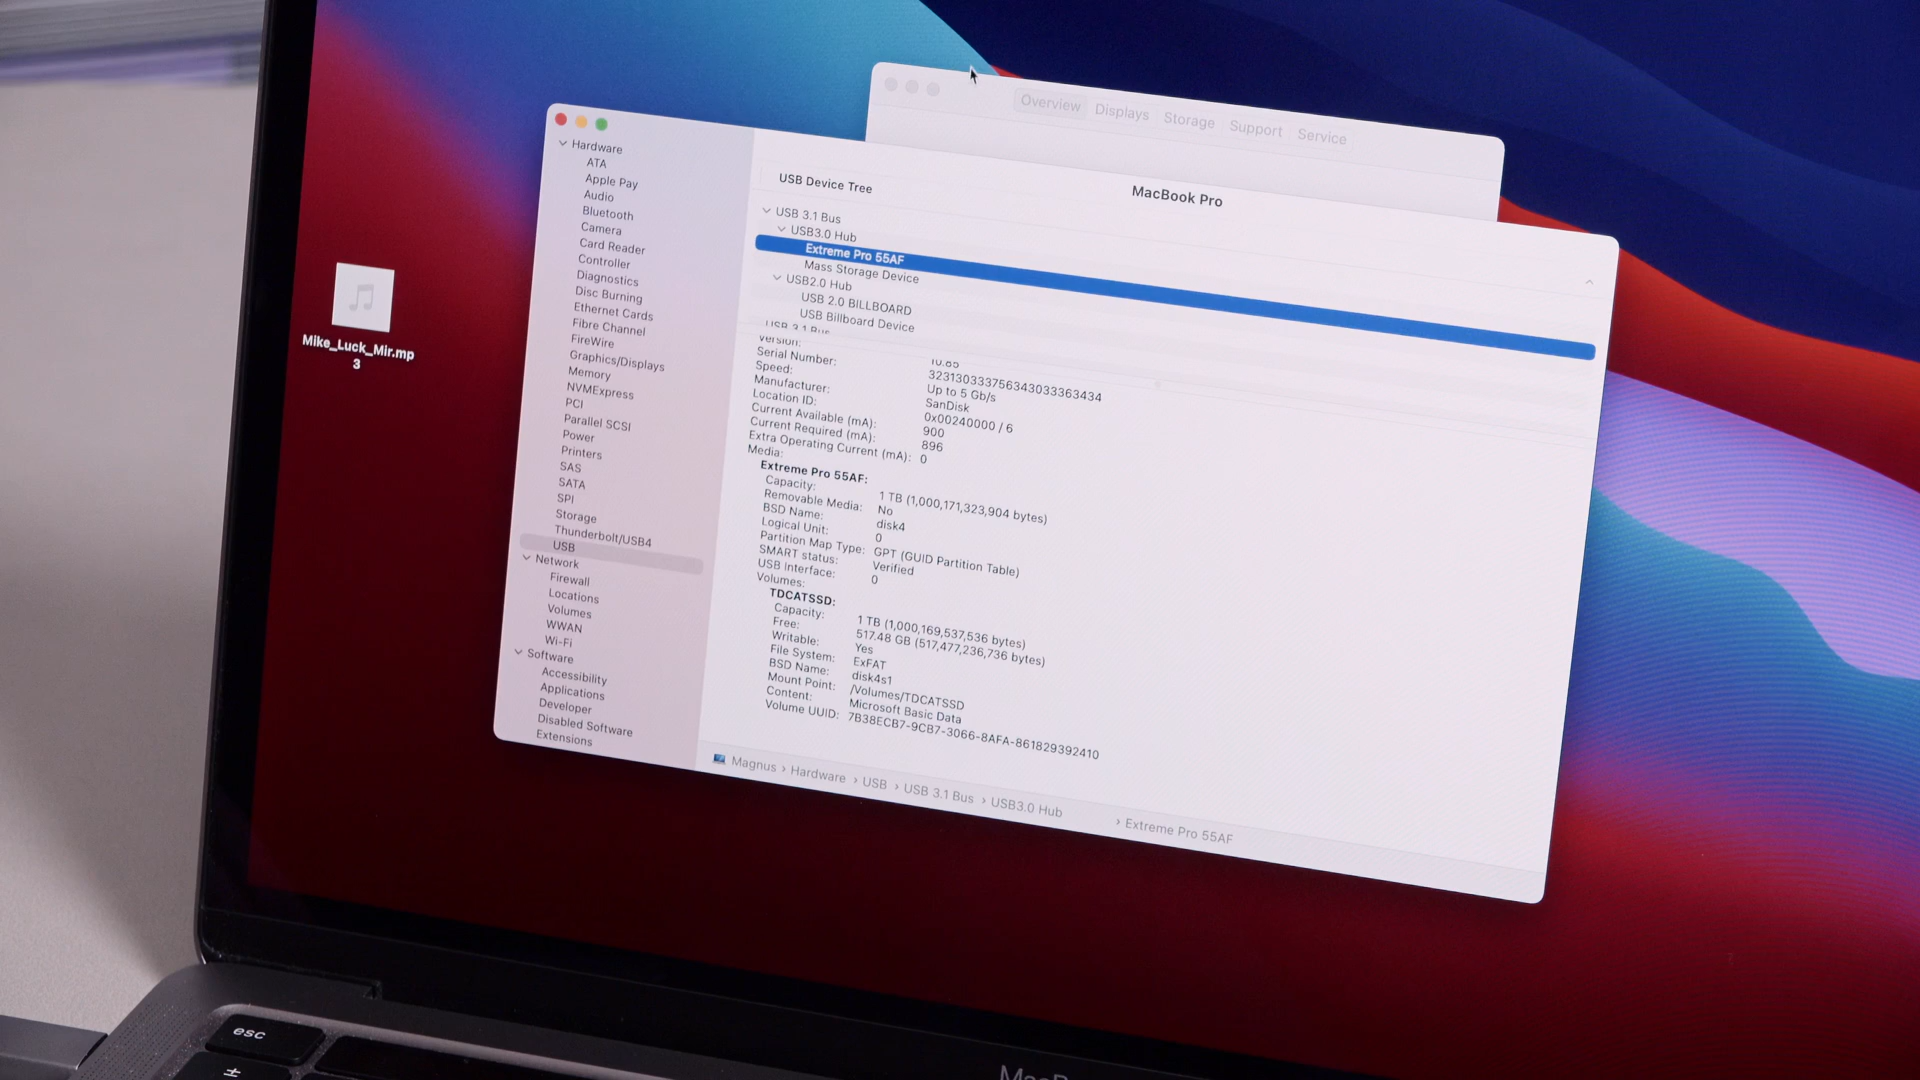 Overview Displays Storage Support Service
MacBook Pro
Hardware
ATA
Apple Pay
Audio
Bluetooth
Camera
Card Reader
Controller
Diagnostics
Disc Burning
Ethernet Cards
Fibre Channel
FireWire
Graphics/Displays
Memory
NVMExpress
PCI
Parallel SCSI
Power
Printers
SAS
SATA
SPI
Storage
Thunderbolt/USB4
USB
Network
Firewall
Locations
Volumes
WWAN
Wi-Fi
Software
Accessibility
Applications
Developer
Disabled Software
Extensions
USB Device Tree
USB 3.1 Bus
USB3.0 Hub
Extreme Pro 55AF
Mass Storage Device
USB2.0 Hub
USB 2.0 BILLBOARD
USB Billboard Device
USB 3.1 Bus
Version: 10.85
Serial Number: 323130333756343033363434
Speed: Up to 5 Gb/s
Manufacturer: SanDisk
Location ID: 0x00240000 / 6
Current Available (mA): 900
Current Required (mA): 896
Extra Operating Current (mA): 0
Media:
Extreme Pro 55AF:
Capacity: 1 TB (1,000,171,323,904 bytes)
Removable Media: No
BSD Name: disk4
Logical Unit: 0
Partition Map Type: GPT (GUID Partition Table)
SMART status: Verified
USB Interface: 0
Volumes:
TDCATSSD:
Capacity: 1 TB (1,000,169,537,536 bytes)
Free: 517.48 GB (517,477,236,736 bytes)
Writable: Yes
File System: ExFAT
BSD Name: disk4s1
Mount Point: /Volumes/TDCATSSD
Content: Microsoft Basic Data
Volume UUID: 7B38ECB7-9CB7-3066-8AFA-861829392410
Magnus › Hardware › USB › USB 3.1 Bus › USB3.0 Hub › Extreme Pro 55AF
Mike_Luck_Mir.mp
3
esc
±